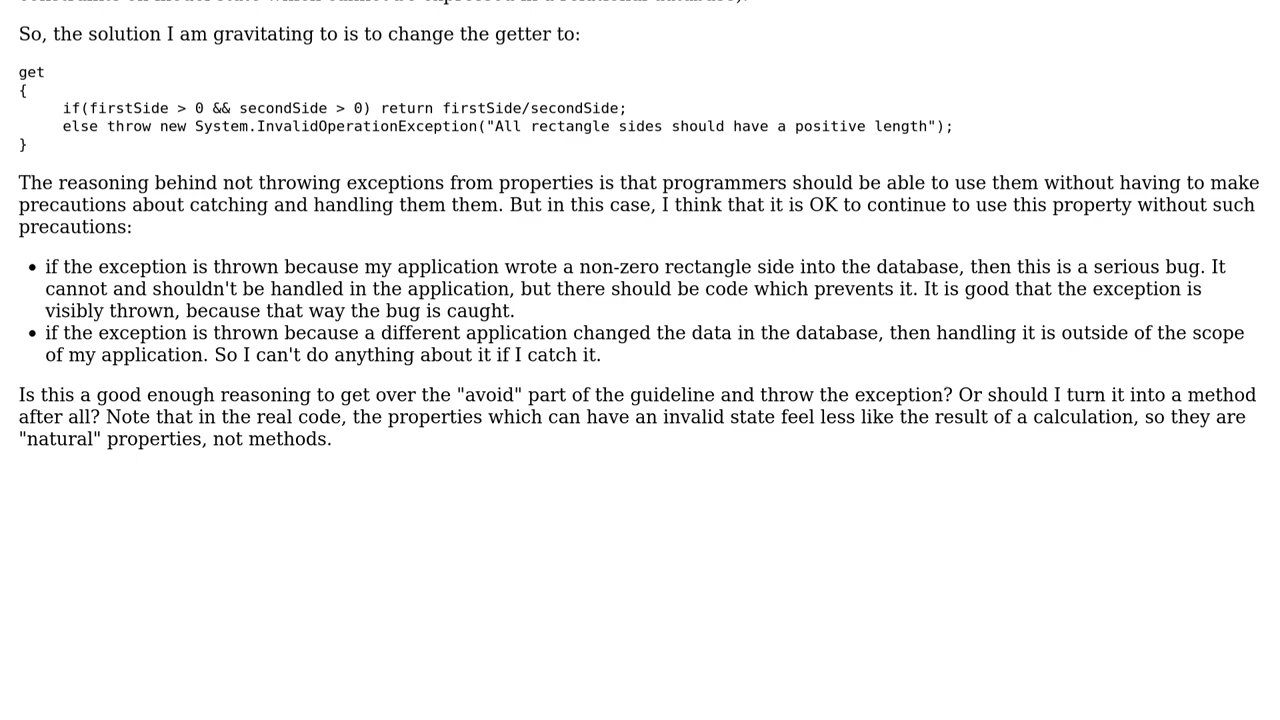 So, the solution I am gravitating to is to change the getter to:
get
{
if(firstSide > 0 && secondSide > 0) return firstSide/secondSide;
else throw new System.InvalidOperationException("All rectangle sides should have a positive length");
}
The reasoning behind not throwing exceptions from properties is that programmers should be able to use them without having to make
precautions about catching and handling them them. But in this case, I think that it is OK to continue to use this property without such
precautions:
• if the exception is thrown because my application wrote a non-zero rectangle side into the database, then this is a serious bug. It
cannot and shouldn't be handled in the application, but there should be code which prevents it. It is good that the exception is
visibly thrown, because that way the bug is caught.
• if the exception is thrown because a different application changed the data in the database, then handling it is outside of the scope
of my application. So I can't do anything about it if I catch it.
Is this a good enough reasoning to get over the "avoid" part of the guideline and throw the exception? Or should I turn it into a method
after all? Note that in the real code, the properties which can have an invalid state feel less like the result of a calculation, so they are
"natural" properties, not methods.